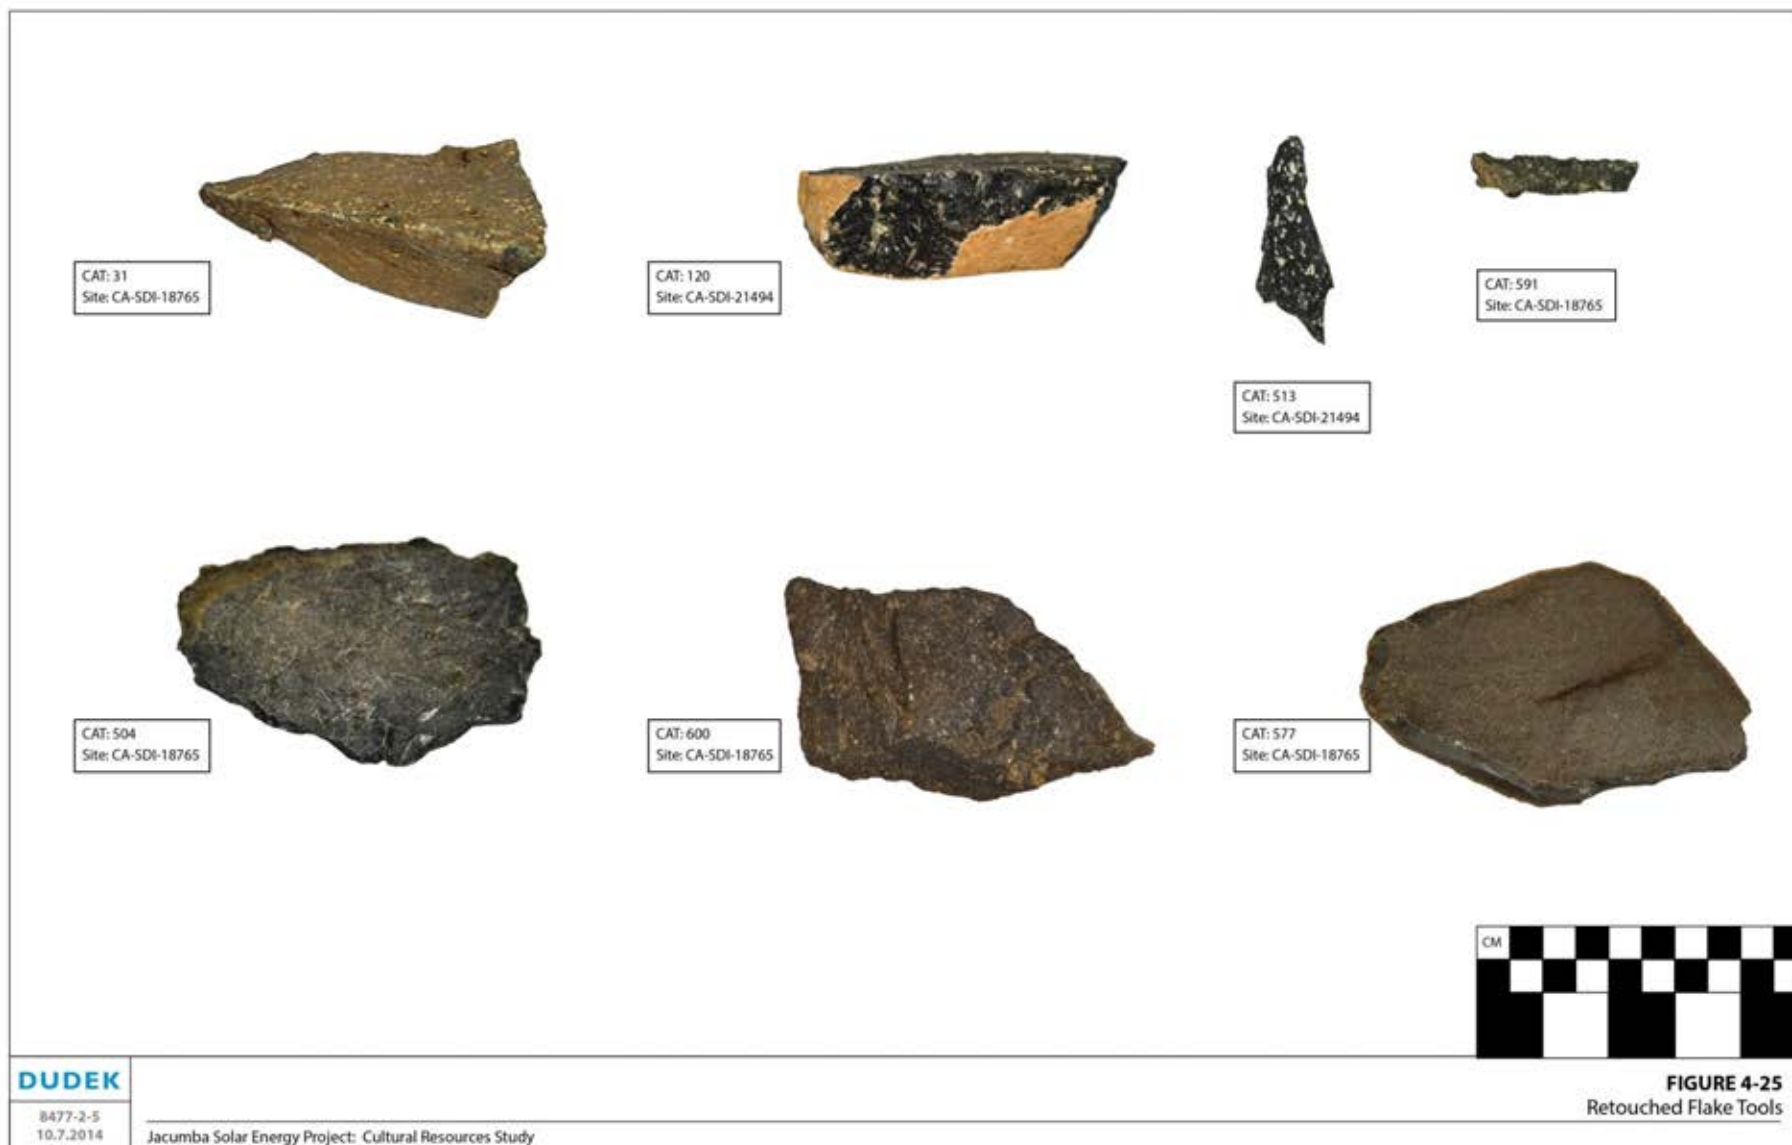 CAT: 31
Site: CA-SDI-18765
CAT: 120
Site: CA-SDI-21494
CAT: 513
Site: CA-SDI-21494
CAT: 591
Site: CA-SDI-18765
CAT: 504
Site: CA-SDI-18765
CAT: 600
Site: CA-SDI-18765
CAT: 577
Site: CA-SDI-18765
CM
DUDEK
8477-2-5
10.7.2014
Jacumba Solar Energy Project: Cultural Resources Study
FIGURE 4-25
Retouched Flake Tools